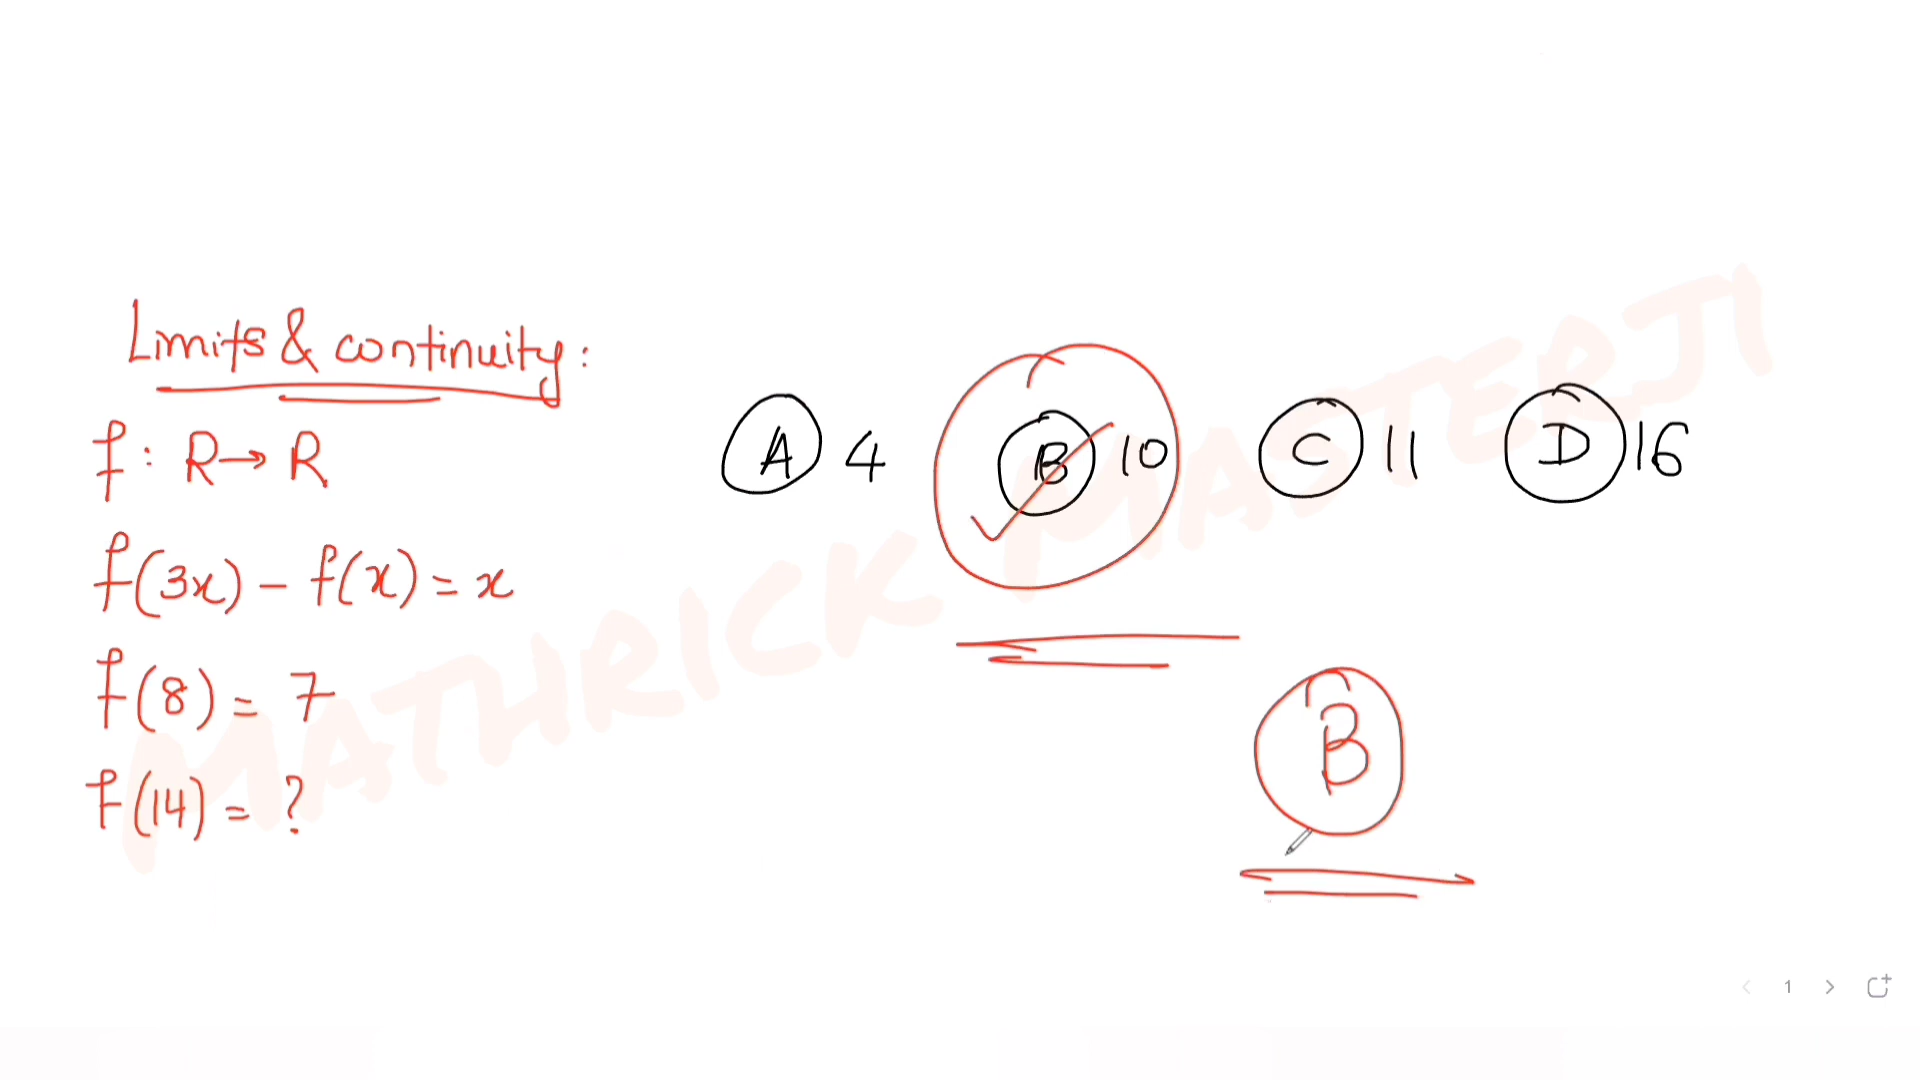 Limits & continuity:
f: R→R
f(3x) - f(x) = x
f(8) = 7
f(14) = ?
A 4 B 10 C 11 D 16
B
MATHRICK MASTERJI
1